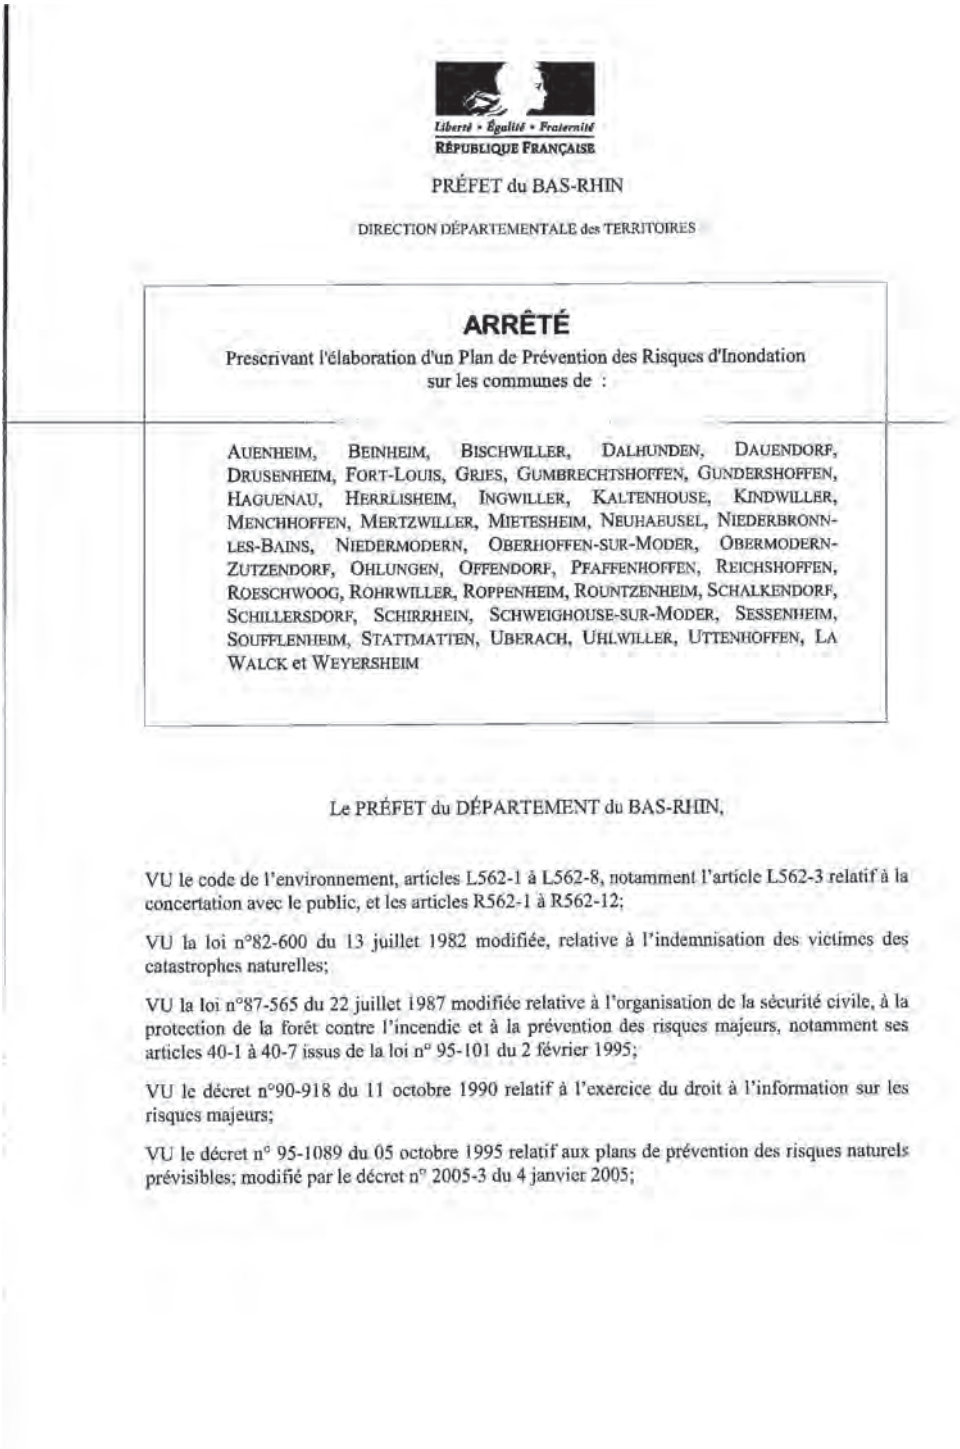 Liberté • Égalité • Fraternité
RÉPUBLIQUE FRANÇAISE
PRÉFET du BAS-RHIN
DIRECTION DÉPARTEMENTALE des TERRITOIRES
ARRÊTÉ
Prescrivant l'élaboration d'un Plan de Prévention des Risques d'Inondation
sur les communes de :
AUENHEIM, BEINHEIM, BISCHWILLER, DALHUNDEN, DAUENDORF,
DRUSENHEIM, FORT-LOUIS, GRIES, GUMBRECHTSHOFFEN, GUNDERSHOFFEN,
HAGUENAU, HERRLISHEIM, INGWILLER, KALTENHOUSE, KINDWILLER,
MENCHHOFFEN, MERTZWILLER, MIETESHEIM, NEUHAEUSEL, NIEDERBRONN-
LES-BAINS, NIEDERMODERN, OBERHOFFEN-SUR-MODER, OBERMODERN-
ZUTZENDORF, OHLUNGEN, OFFENDORF, PFAFFENHOFFEN, REICHSHOFFEN,
ROESCHWOOG, ROHRWILLER, ROPPENHEIM, ROUNTZENHEIM, SCHALKENDORF,
SCHILLERSDORF, SCHIRRHEIN, SCHWEIGHOUSE-SUR-MODER, SESSENHEIM,
SOUFFLENHEIM, STATTMATTEN, UBERACH, UHLWILLER, UTTENHOFFEN, LA
WALCK et WEYERSHEIM
Le PRÉFET du DÉPARTEMENT du BAS-RHIN,
VU le code de l'environnement, articles L562-1 à L562-8, notamment l'article L562-3 relatif à la
concertation avec le public, et les articles R562-1 à R562-12;
VU la loi n°82-600 du 13 juillet 1982 modifiée, relative à l'indemnisation des victimes des
catastrophes naturelles;
VU la loi n°87-565 du 22 juillet 1987 modifiée relative à l'organisation de la sécurité civile, à la
protection de la forêt contre l'incendie et à la prévention des risques majeurs, notamment ses
articles 40-1 à 40-7 issus de la loi n° 95-101 du 2 février 1995;
VU le décret n°90-918 du 11 octobre 1990 relatif à l'exercice du droit à l'information sur les
risques majeurs;
VU le décret n° 95-1089 du 05 octobre 1995 relatif aux plans de prévention des risques naturels
prévisibles; modifié par le décret n° 2005-3 du 4 janvier 2005;